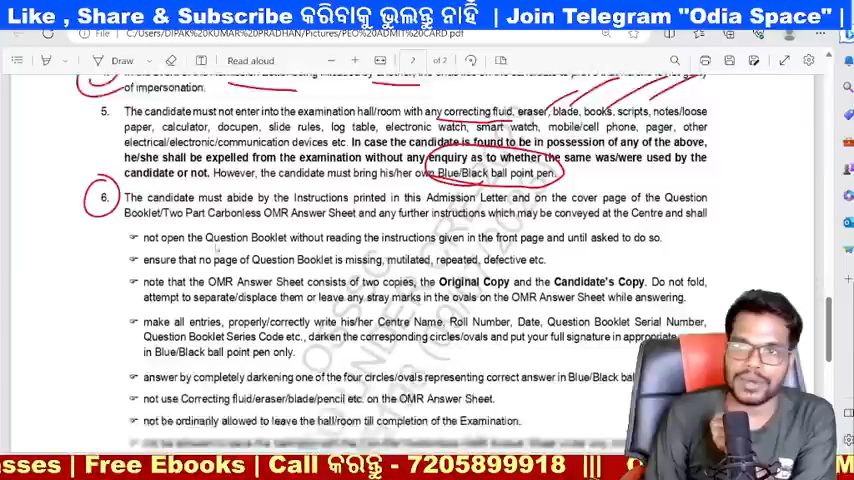 Like , Share & Subscribe କରିବାକୁ ଭୁଲନ୍ତୁ ନାହିଁ | Join Telegram "Odia Space" |
File C:/Users/DIPAK%20KUMAR%20PRADHAN/Pictures/PEO%20ADMIT%20CARD.pdf
Draw Read aloud 2 of 2
of impersonation.
5. The candidate must not enter into the examination hall/room with any correcting fluid, eraser, blade, books, scripts, notes/loose
paper, calculator, docupen, slide rules, log table, electronic watch, smart watch, mobile/cell phone, pager, other
electrical/electronic/communication devices etc. In case the candidate is found to be in possession of any of the above,
he/she shall be expelled from the examination without any enquiry as to whether the same was/were used by the
candidate or not. However, the candidate must bring his/her own Blue/Black ball point pen.
6. The candidate must abide by the Instructions printed in this Admission Letter and on the cover page of the Question
Booklet/Two Part Carbonless OMR Answer Sheet and any further instructions which may be conveyed at the Centre and shall
not open the Question Booklet without reading the instructions given in the front page and until asked to do so.
ensure that no page of Question Booklet is missing, mutilated, repeated, defective etc.
note that the OMR Answer Sheet consists of two copies, the Original Copy and the Candidate's Copy. Do not fold,
attempt to separate/displace them or leave any stray marks in the ovals on the OMR Answer Sheet while answering.
make all entries, properly/correctly write his/her Centre Name, Roll Number, Date, Question Booklet Serial Number,
Question Booklet Series Code etc., darken the corresponding circles/ovals and put your full signature in appropriate
in Blue/Black ball point pen only.
answer by completely darkening one of the four circles/ovals representing correct answer in Blue/Black
not use Correcting fluid/eraser/blade/pencil etc. on the OMR Answer Sheet.
not be ordinarily allowed to leave the hall/room till completion of the Examination.
asses | Free Ebooks | Call କରନ୍ତୁ - 7205899918 |||